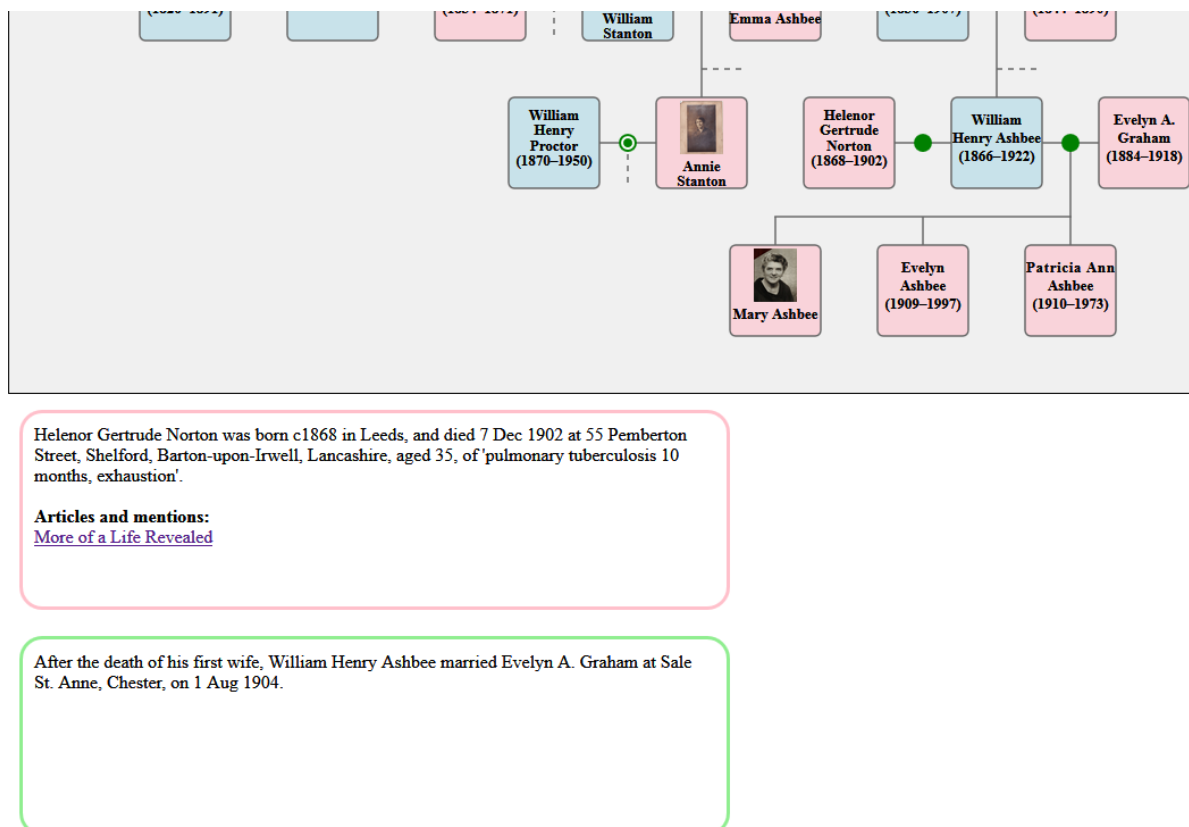 William
Stanton
Emma Ashbee
William
Henry
Proctor
(1870–1950)
Annie
Stanton
Helenor
Gertrude
Norton
(1868–1902)
William
Henry Ashbee
(1866–1922)
Evelyn A.
Graham
(1884–1918)
Mary Ashbee
Evelyn
Ashbee
(1909–1997)
Patricia Ann
Ashbee
(1910–1973)
Helenor Gertrude Norton was born c1868 in Leeds, and died 7 Dec 1902 at 55 Pemberton
Street, Shelford, Barton-upon-Irwell, Lancashire, aged 35, of 'pulmonary tuberculosis 10
months, exhaustion'.
Articles and mentions:
More of a Life Revealed
After the death of his first wife, William Henry Ashbee married Evelyn A. Graham at Sale
St. Anne, Chester, on 1 Aug 1904.